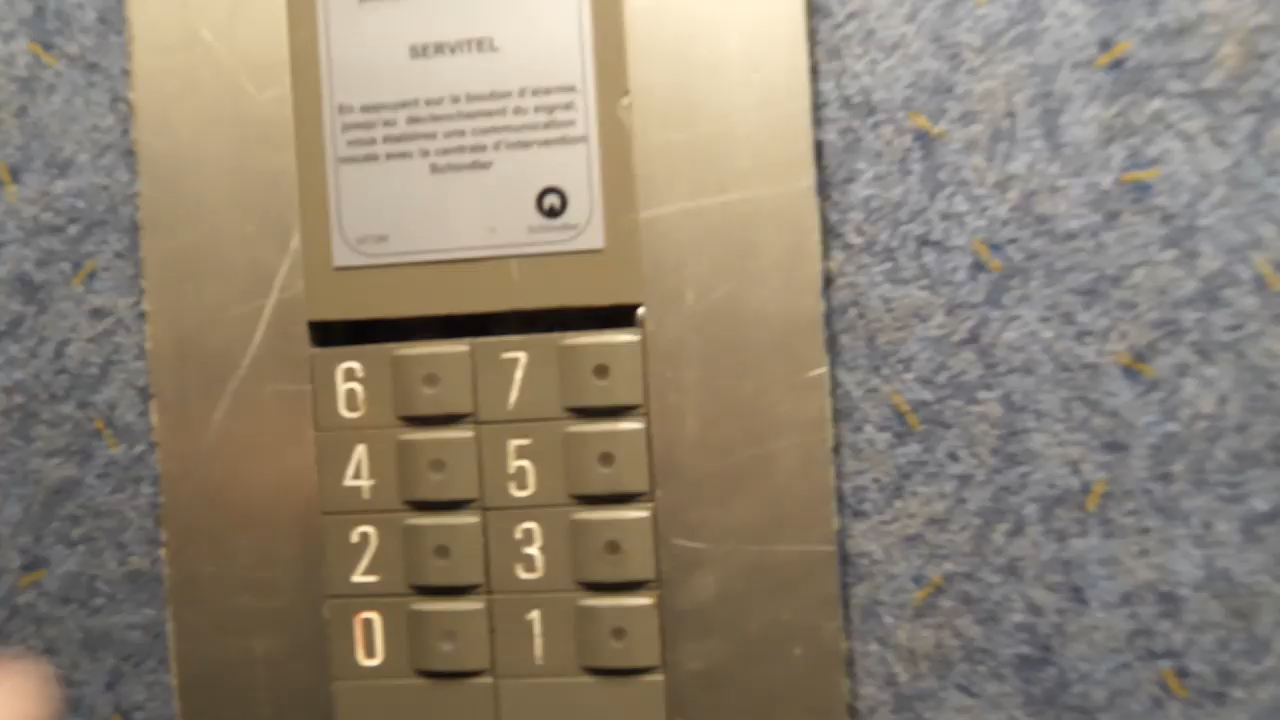 SERVITEL
En appuyant sur le bouton d'alarme,
jusqu'au déclenchement du signal,
vous établirez une communication
vocale avec la centrale d'intervention
Schindler
Schindler
6 7
4 5
2 3
0 1